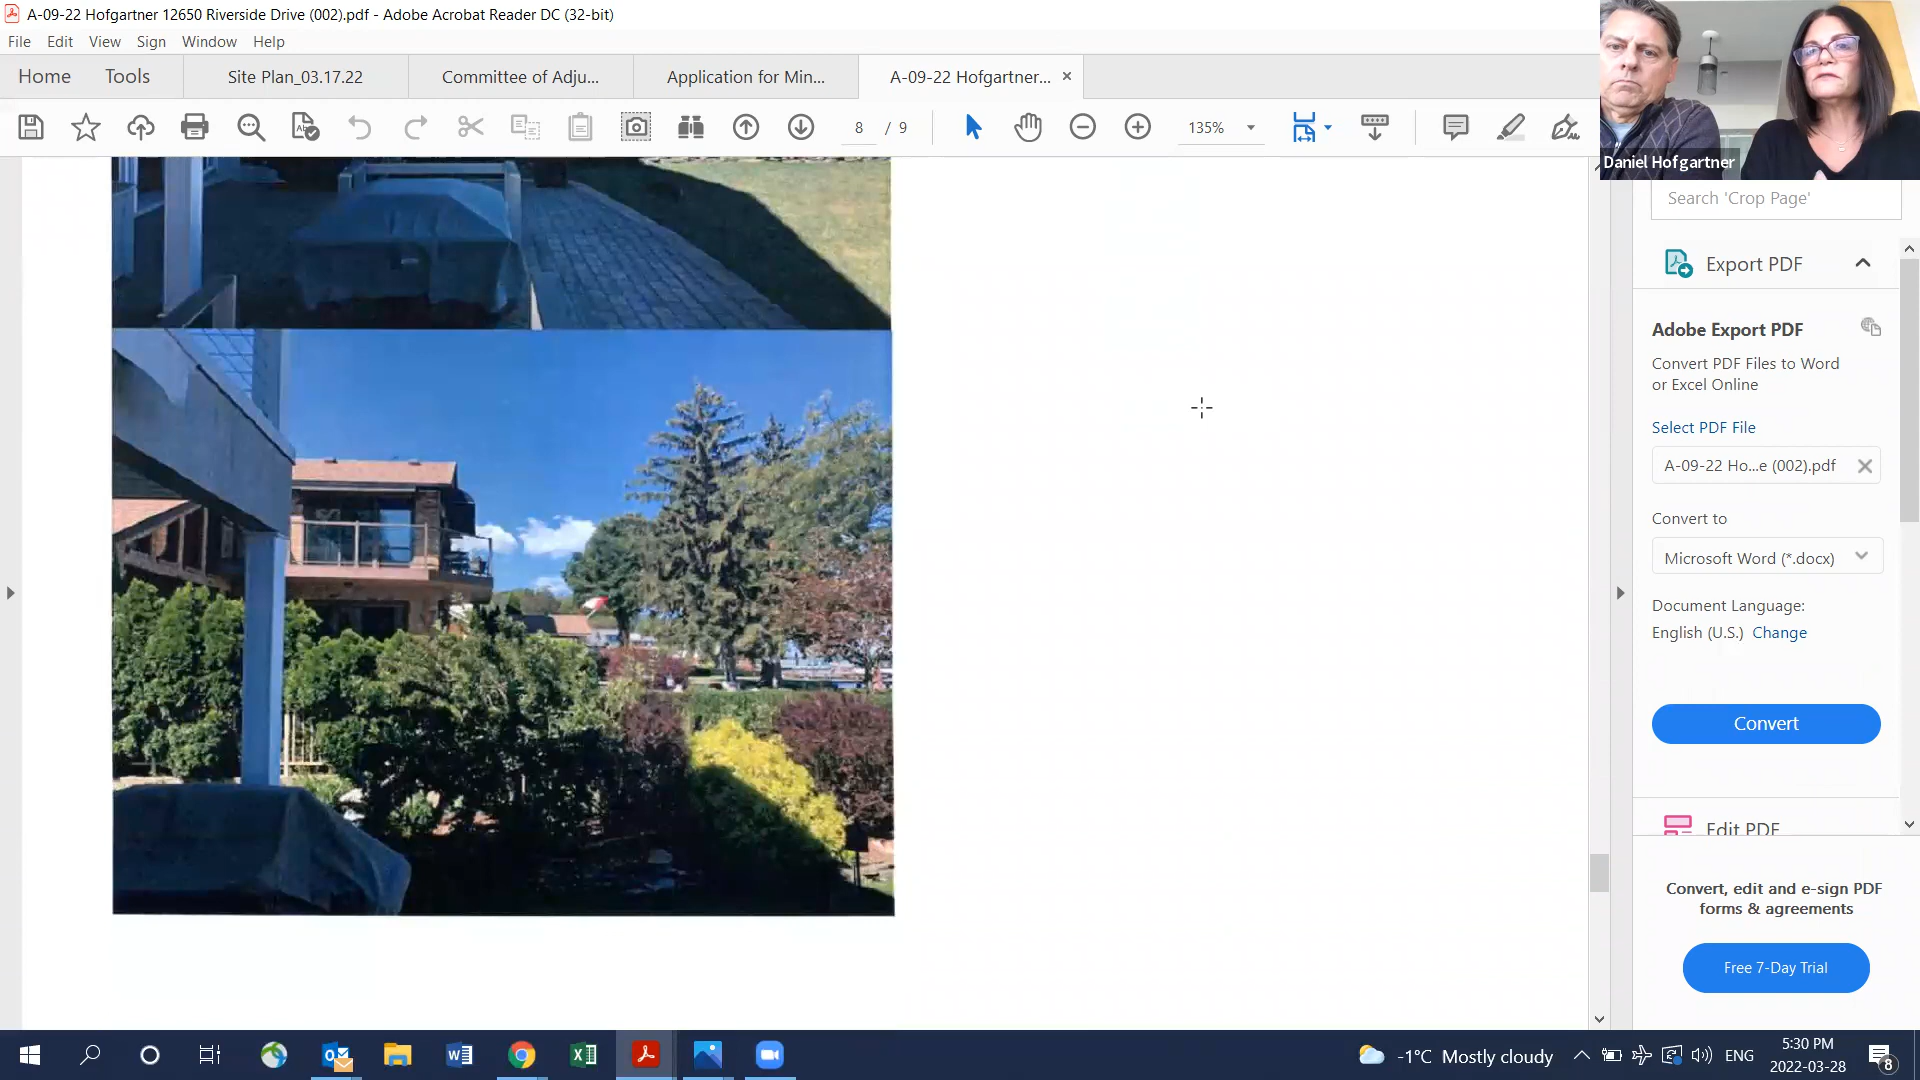 A-09-22 Hofgartner 12650 Riverside Drive (002).pdf - Adobe Acrobat Reader DC (32-bit)
File Edit View Sign Window Help
Home Tools Site Plan_03.17.22 Committee of Adju... Application for Min... A-09-22 Hofgartner... ×
8 / 9 135%
Daniel Hofgartner
Search 'Crop Page'
Export PDF
Adobe Export PDF
Convert PDF Files to Word
or Excel Online
Select PDF File
A-09-22 Ho...e (002).pdf
Convert to
Microsoft Word (*.docx)
Document Language:
English (U.S.) Change
Convert
Edit PDF
Convert, edit and e-sign PDF
forms & agreements
Free 7-Day Trial
-1°C Mostly cloudy
ENG
5:30 PM
2022-03-28
8